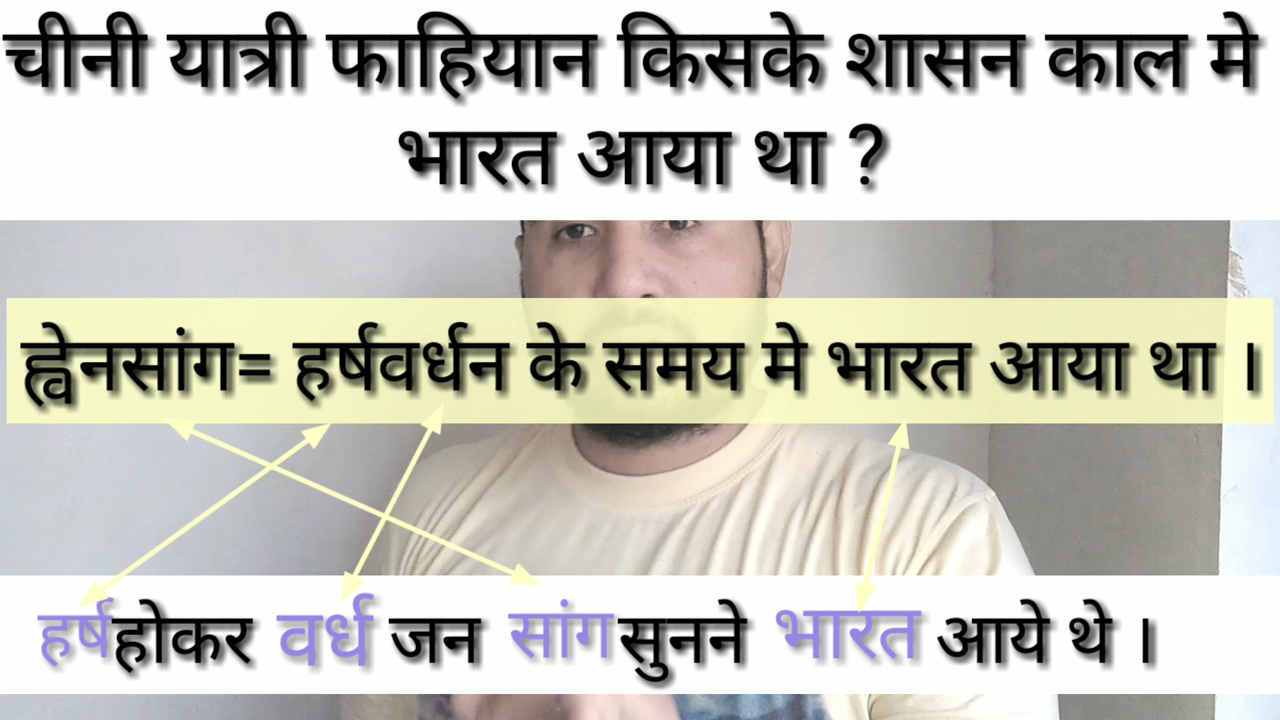 चीनी यात्री फाहियान किसके शासन काल मे
भारत आया था ?
ह्वेनसांग= हर्षवर्धन के समय मे भारत आया था ।
हर्षहोकर वर्ध जन सांगसुनने भारत आये थे ।